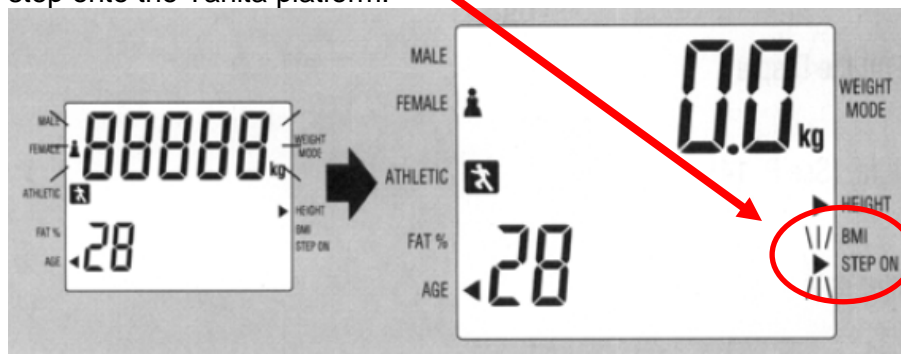 step onto the Tanita platform.
MALE
FEMALE
ATHLETIC
FAT %
AGE
88888
kg
28
WEIGHT
MODE
HEIGHT
BMI
STEP ON
MALE
FEMALE
ATHLETIC
FAT %
AGE
0.0
kg
28
WEIGHT
MODE
HEIGHT
BMI
STEP ON